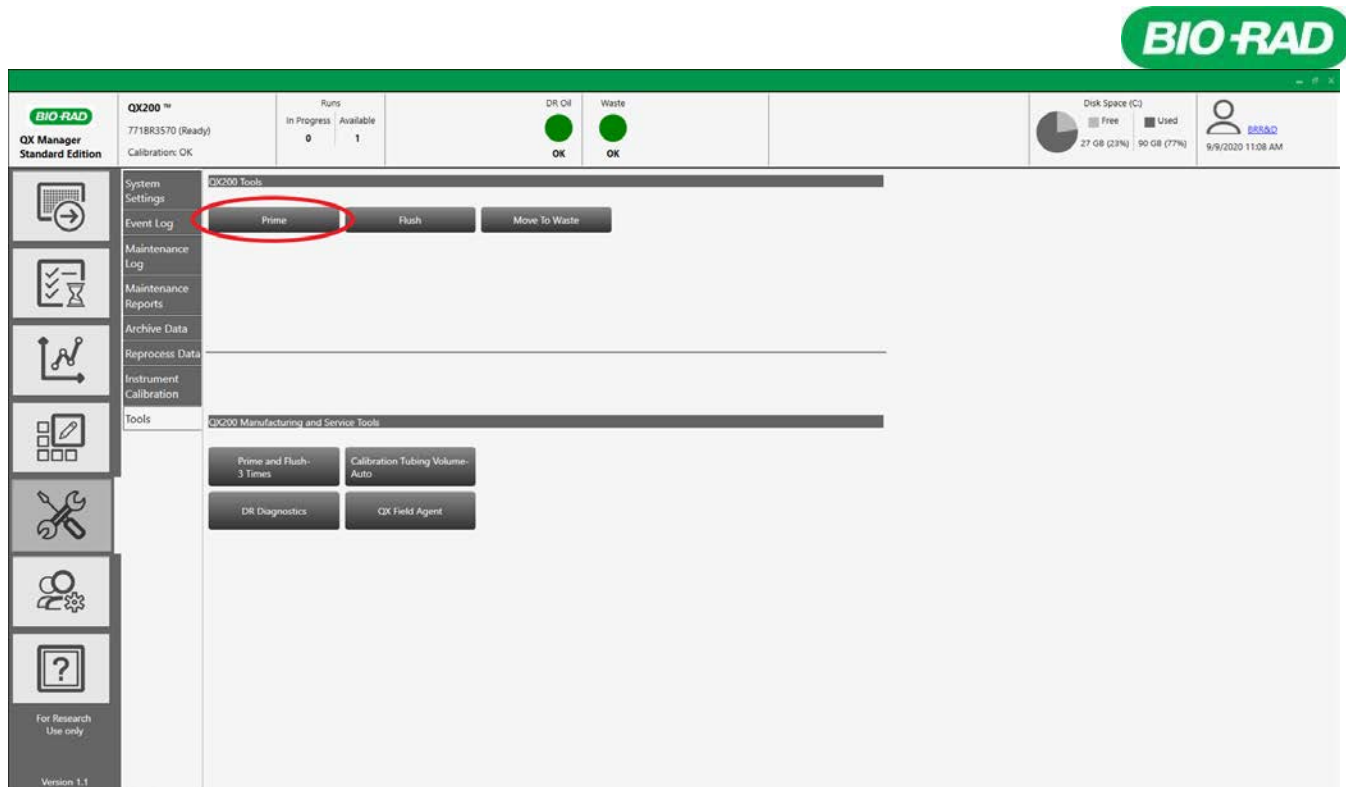 BIO-RAD
BIO-RAD
QX Manager
Standard Edition
QX200 ™
771BR3570 (Ready)
Calibration: OK
Runs
In Progress Available
0 1
DR Oil
OK
Waste
OK
Disk Space (C:)
Free Used
27 GB (23%) 90 GB (77%)
BRR&D
9/9/2020 11:08 AM
System
Settings
Event Log
Maintenance
Log
Maintenance
Reports
Archive Data
Reprocess Data
Instrument
Calibration
Tools
QX200 Tools
Prime Flush Move To Waste
QX200 Manufacturing and Service Tools
Prime and Flush-
3 Times
Calibration Tubing Volume-
Auto
DR Diagnostics QX Field Agent
?
For Research
Use only
Version 1.1